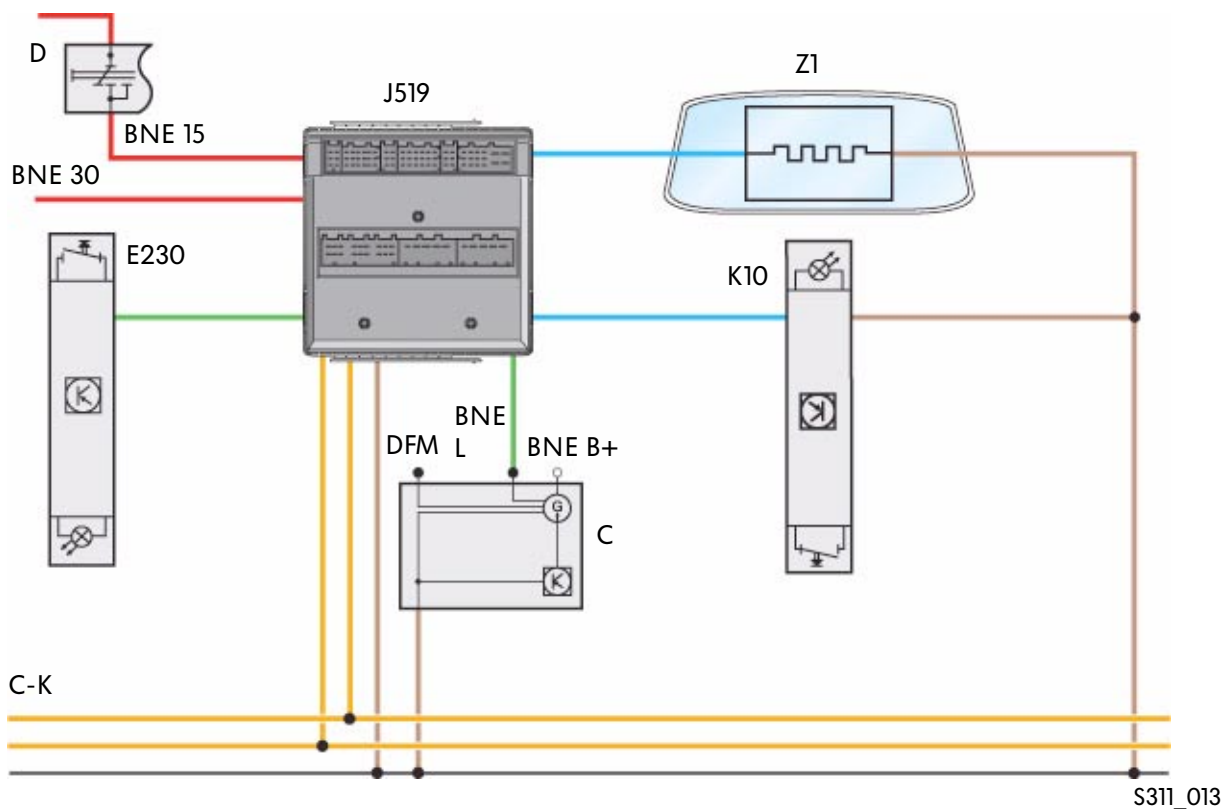 D
J519
Z1
BNE 15
BNE 30
E230
K10
BNE
DFM L BNE B+
G
C
C-K
S311_013